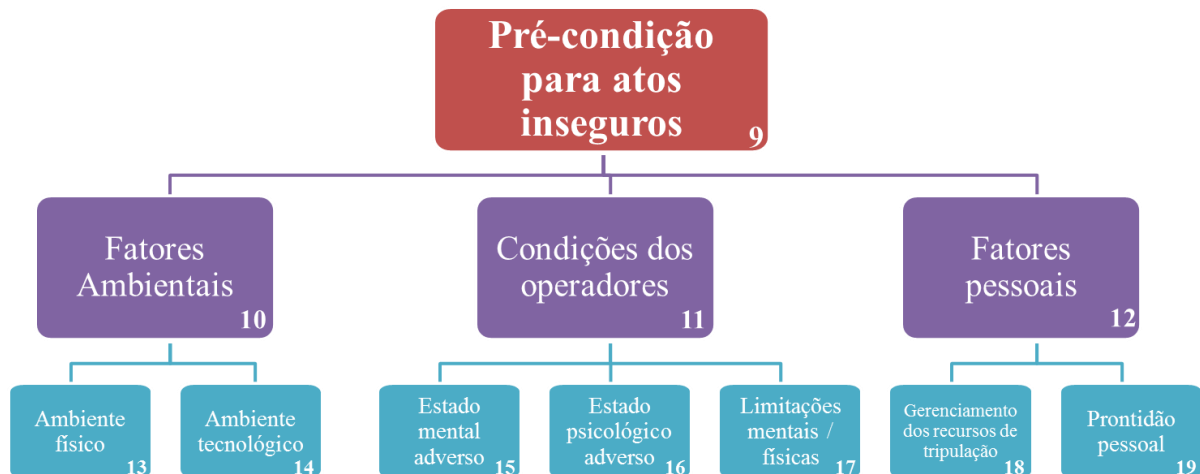 Pré-condição
para atos
inseguros
9
Fatores
Ambientais
10
Condições dos
operadores
11
Fatores
pessoais
12
Ambiente
físico
13
Ambiente
tecnológico
14
Estado
mental
adverso
15
Estado
psicológico
adverso
16
Limitações
mentais /
físicas
17
Gerenciamento
dos recursos de
tripulação
18
Prontidão
pessoal
19